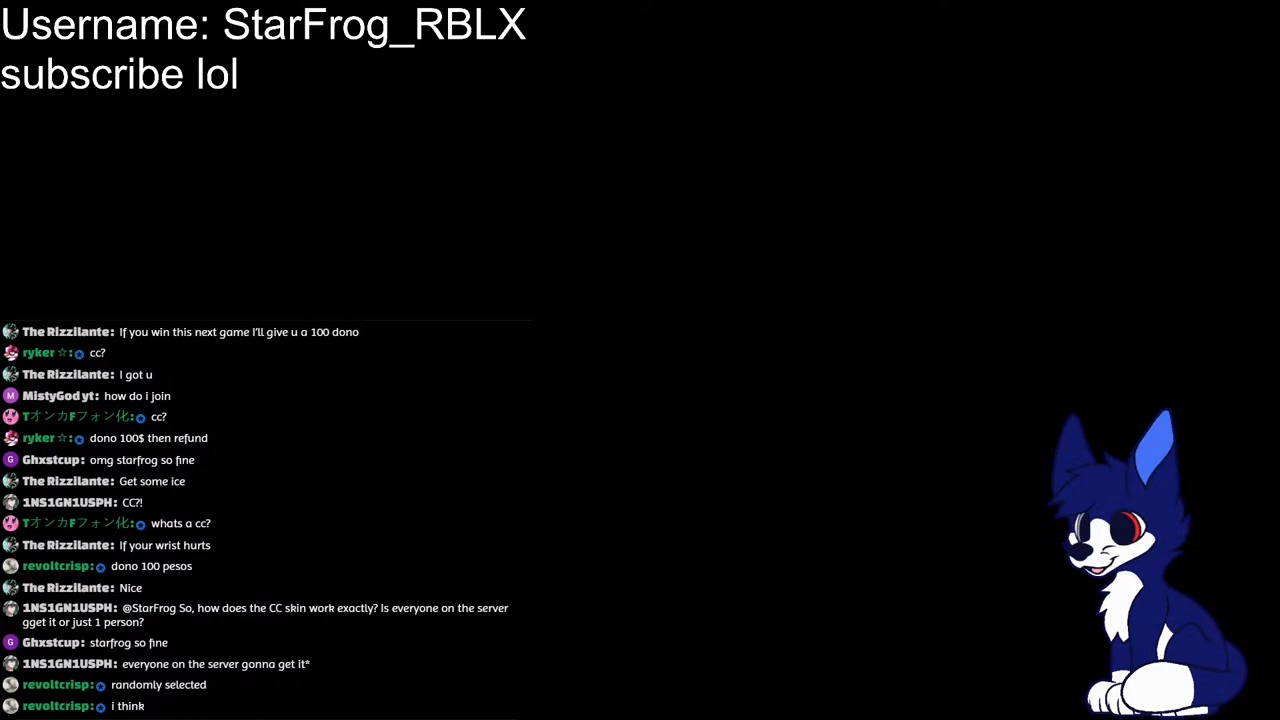 Username: StarFrog_RBLX
subscribe lol
The Rizzilante: If you win this next game I'll give u a 100 dono
ryker ☆: cc?
The Rizzilante: I got u
M MistyGod yt: how do i join
TオンカFフォン化: cc?
ryker ☆: dono 100$ then refund
G Ghxstcup: omg starfrog so fine
The Rizzilante: Get some ice
1NS1GN1USPH: CC?!
TオンカFフォン化: whats a cc?
The Rizzilante: If your wrist hurts
revoltcrisp: dono 100 pesos
The Rizzilante: Nice
1NS1GN1USPH: @StarFrog So, how does the CC skin work exactly? Is everyone on the server
gget it or just 1 person?
G Ghxstcup: starfrog so fine
1NS1GN1USPH: everyone on the server gonna get it*
revoltcrisp: randomly selected
revoltcrisp: i think